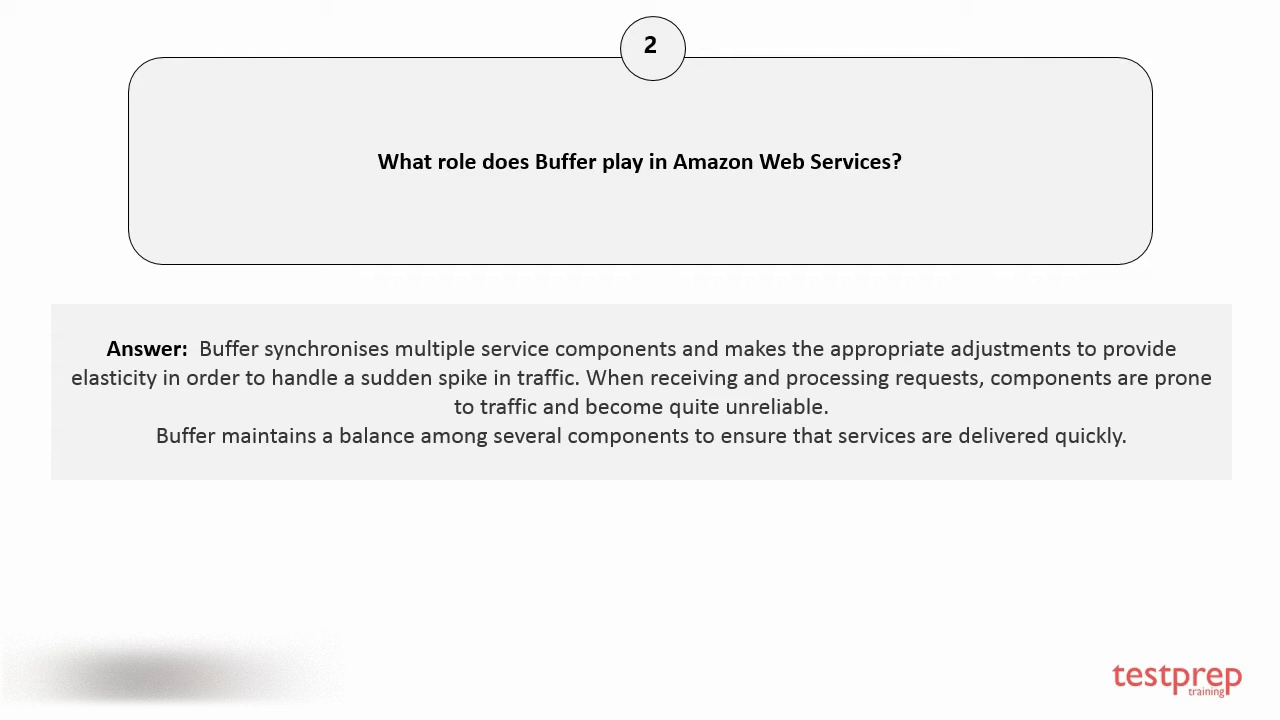 2
What role does Buffer play in Amazon Web Services?
Answer: Buffer synchronises multiple service components and makes the appropriate adjustments to provide
elasticity in order to handle a sudden spike in traffic. When receiving and processing requests, components are prone
to traffic and become quite unreliable.
Buffer maintains a balance among several components to ensure that services are delivered quickly.
testprep
training